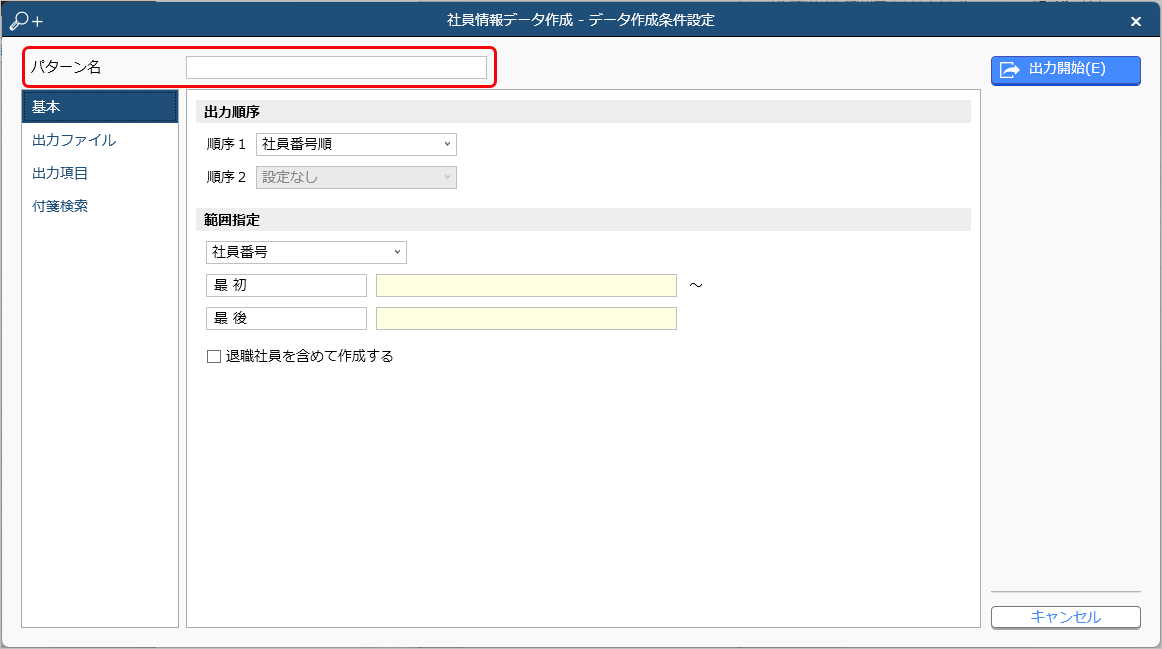 社員情報データ作成 - データ作成条件設定
パターン名
出力開始(E)
基本
出力ファイル
出力項目
付箋検索
出力順序
順序1 社員番号順
順序2 設定なし
範囲指定
社員番号
最 初 ～
最 後
退職社員を含めて作成する
キャンセル